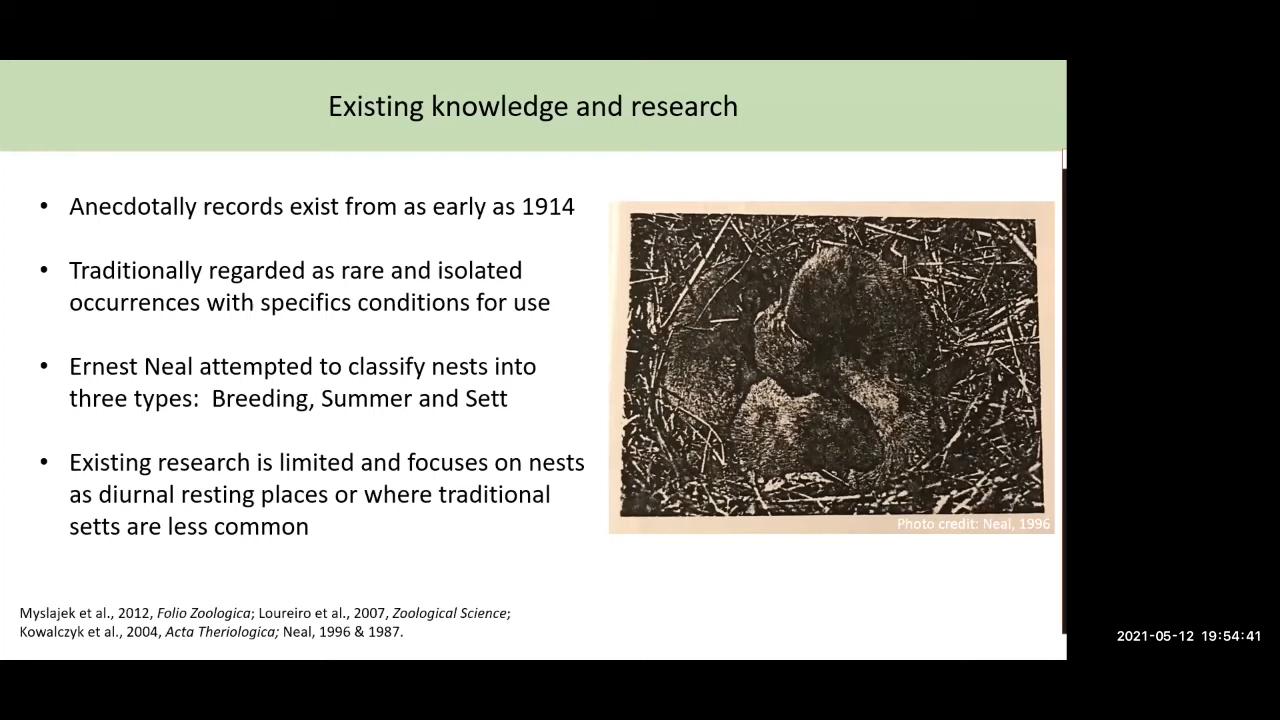 Existing knowledge and research
• Anecdotally records exist from as early as 1914
• Traditionally regarded as rare and isolated
occurrences with specifics conditions for use
• Ernest Neal attempted to classify nests into
three types:  Breeding, Summer and Sett
• Existing research is limited and focuses on nests
as diurnal resting places or where traditional
setts are less common
Photo credit: Neal, 1996
Myslajek et al., 2012, Folio Zoologica; Loureiro et al., 2007, Zoological Science;
Kowalczyk et al., 2004, Acta Theriologica; Neal, 1996 & 1987.
2021-05-12 19:54:41